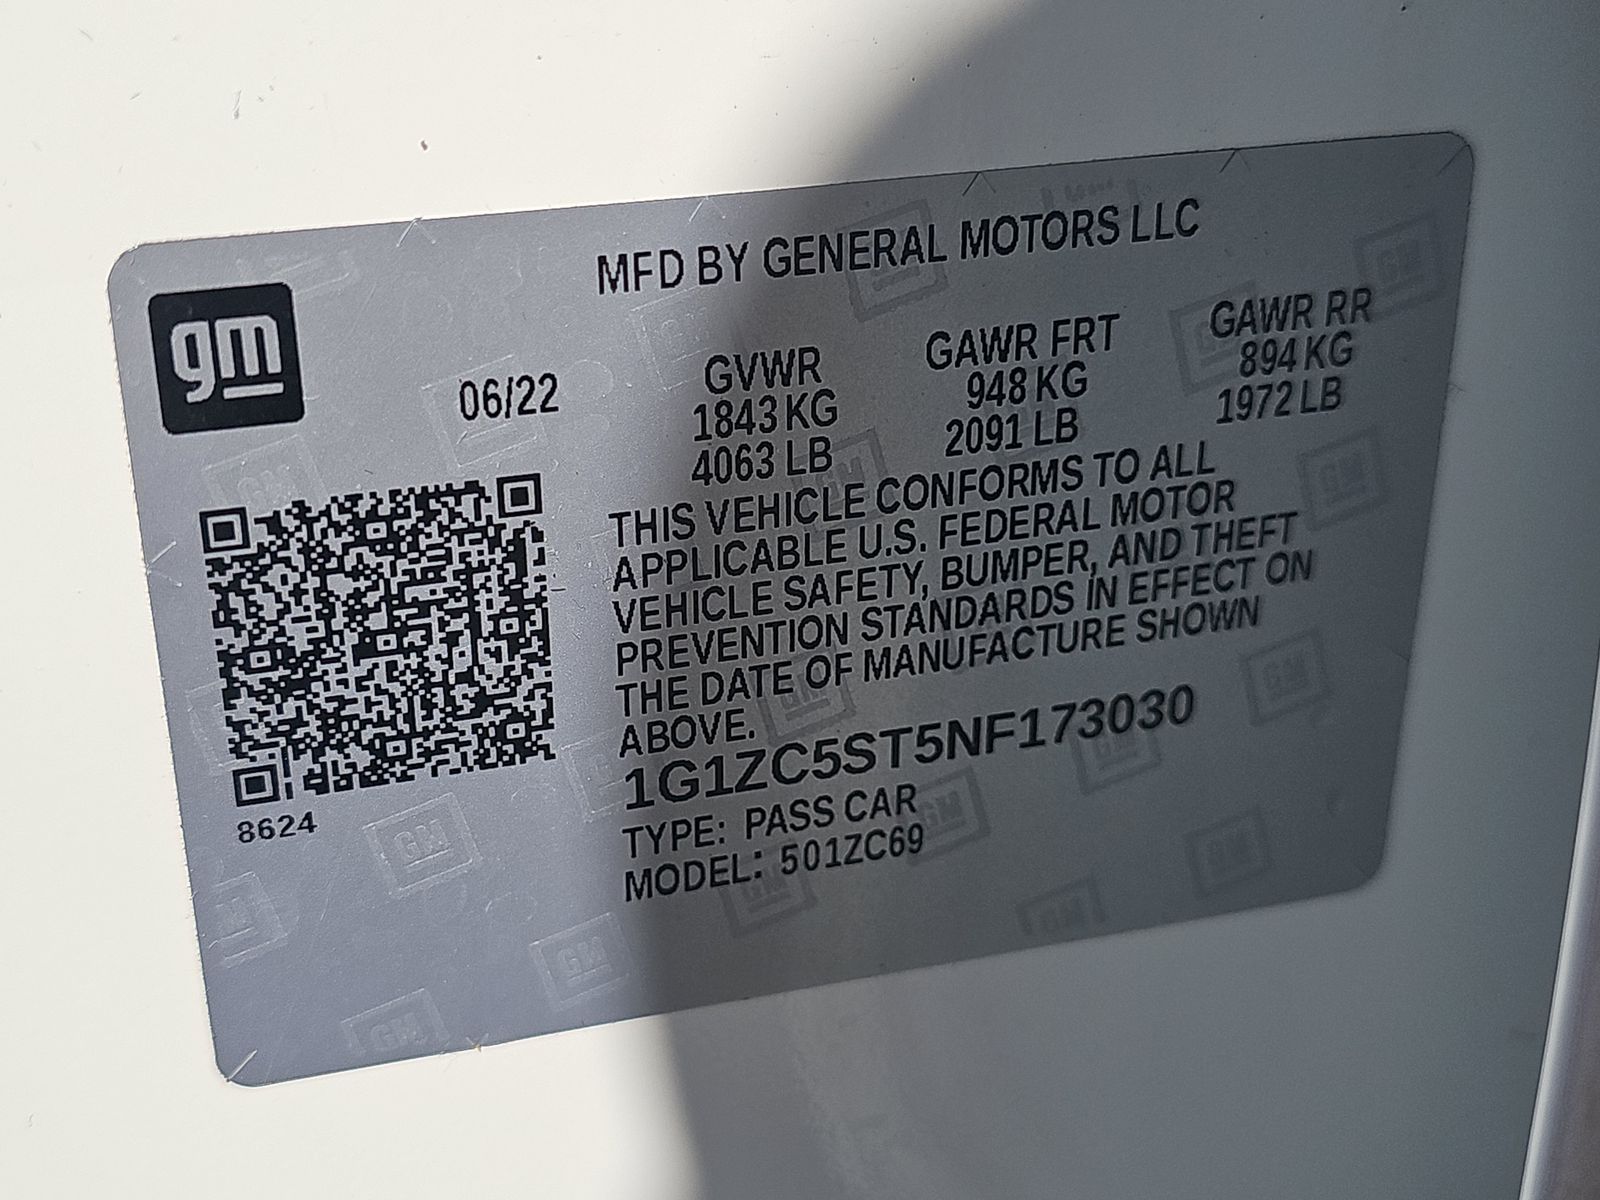 MFD BY GENERAL MOTORS LLC
gm
06/22
GVWR GAWR FRT GAWR RR
1843 KG 948 KG 894 KG
4063 LB 2091 LB 1972 LB
THIS VEHICLE CONFORMS TO ALL
APPLICABLE U.S. FEDERAL MOTOR
VEHICLE SAFETY, BUMPER, AND THEFT
PREVENTION STANDARDS IN EFFECT ON
THE DATE OF MANUFACTURE SHOWN
ABOVE.
1G1ZC5ST5NF173030
TYPE: PASS CAR
MODEL: 501ZC69
8624